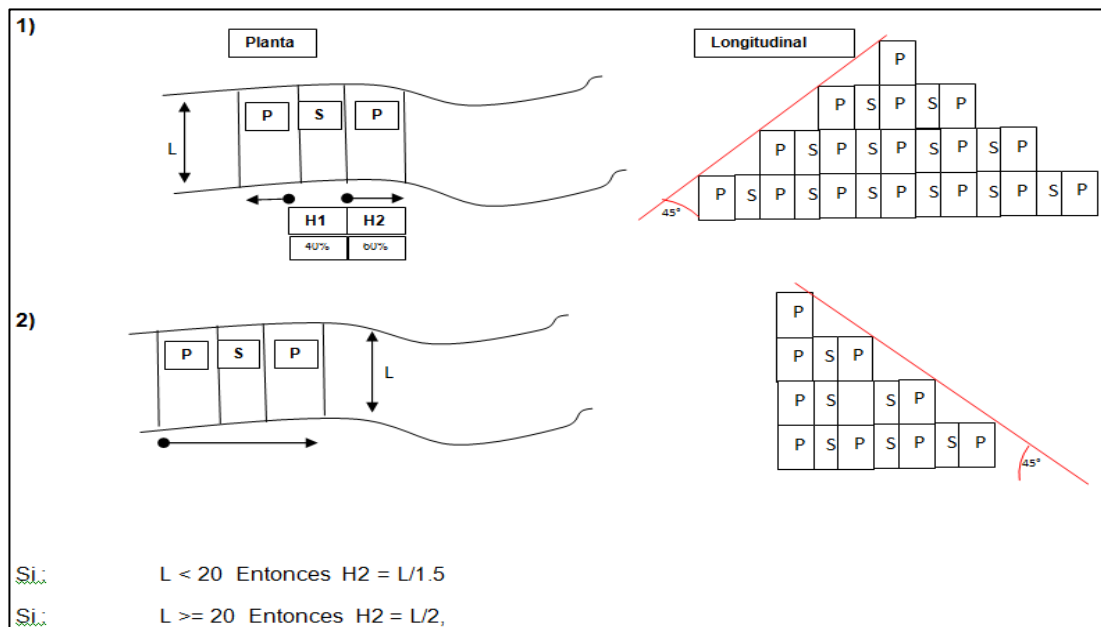 1)
Planta
P S P
L
H1 H2
40% 60%
Longitudinal
P
P S P S P
P S P S P S P S P
P S P S P S P S P S P S P
45°
2)
P S P
L
P
P S P
P S S P
P S P S P S P
45°
Si.: L < 20 Entonces H2 = L/1.5
Si.: L >= 20 Entonces H2 = L/2,